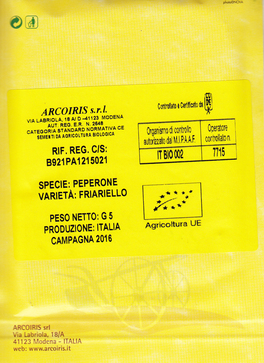 ARCOIRIS s.r.l.
VIA LABRIOLA, 18 A/ D -41123 MODENA
AUT. REG. E.R. N. 2648
CATEGORIA STANDARD NORMATIVA CE
SEMENTI DA AGRICOLTURA BIOLOGICA
Controllato e Certificato da
Organismo di controllo
autorizzato dal M.I.P.A.A.F.
Operatore
controllato n.
IT BIO 002
7715
RIF. REG. C/S:
B921PA1215021
SPECIE: PEPERONE
VARIETÀ: FRIARIELLO
PESO NETTO: G 5
PRODUZIONE: ITALIA
CAMPAGNA 2016
Agricoltura UE
ARCOIRIS srl
Via Labriola, 18/A
41123 Modena - ITALIA
web: www.arcoiris.it